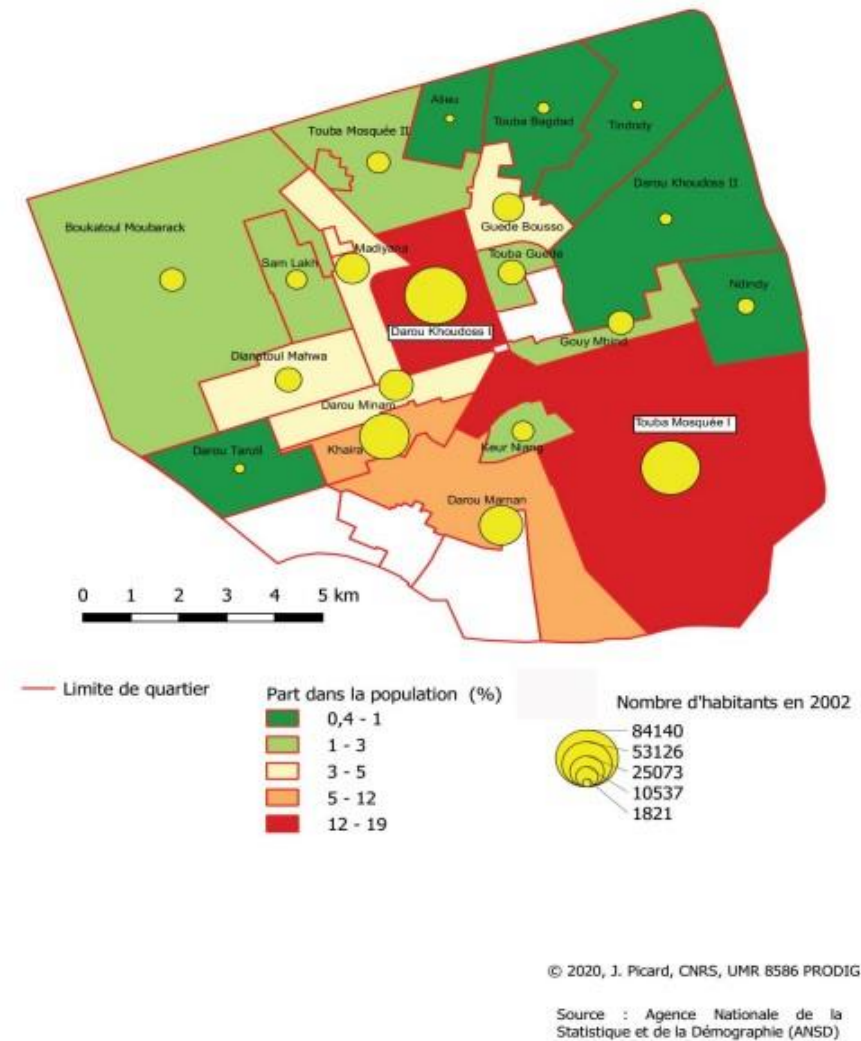 Alieu
Touba Bagdad
Tindody
Touba Mosquée II
Darou Khoudoss II
Boukatoul Moubarack
Guede Bousso
Madiyana
Touba Guede
Sam Lakh
Ndindy
Darou Khoudoss I
Gouy Mbind
Dianatoul Mahwa
Darou Minam
Touba Mosquée I
Khaira
Keur Niang
Darou Tanzil
Darou Marnan
0 1 2 3 4 5 km
Limite de quartier
Part dans la population (%)
0,4 - 1
1 - 3
3 - 5
5 - 12
12 - 19
Nombre d'habitants en 2002
84140
53126
25073
10537
1821
© 2020, J. Picard, CNRS, UMR 8586 PRODIG
Source : Agence Nationale de la
Statistique et de la Démographie (ANSD)